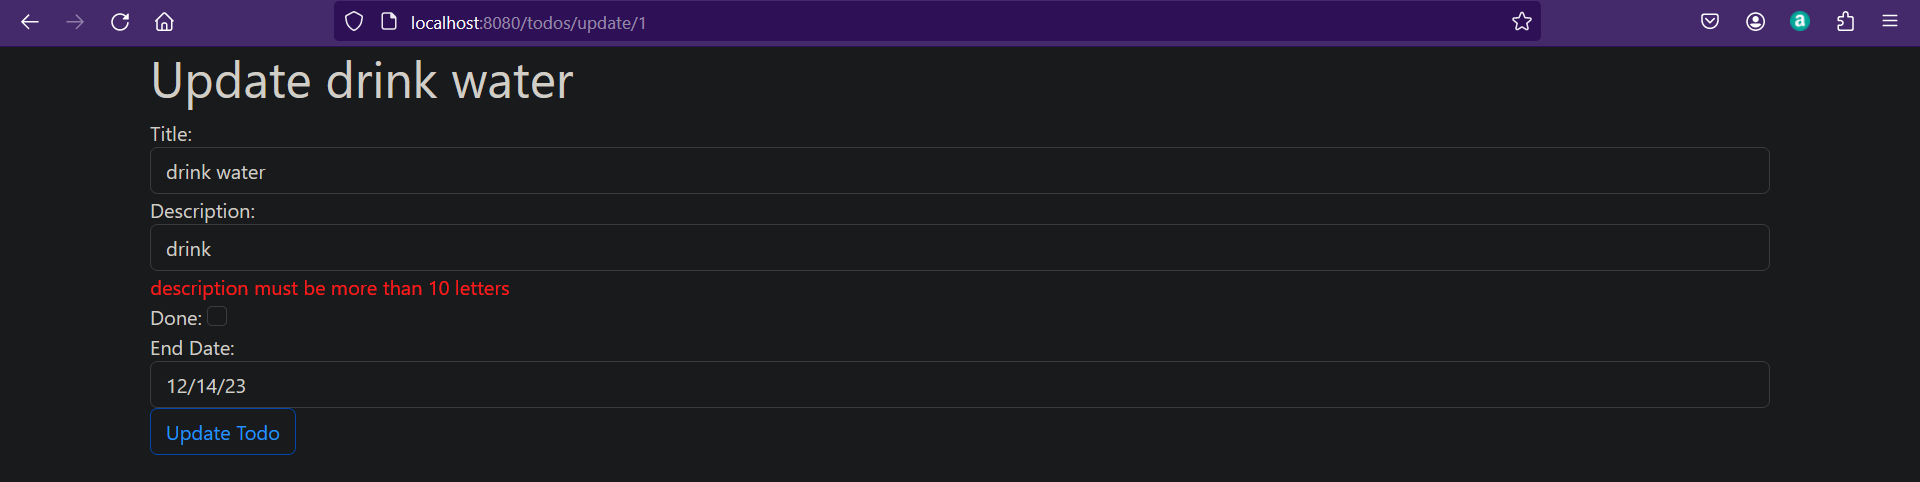 localhost:8080/todos/update/1
a
Update drink water
Title:
drink water
Description:
drink
description must be more than 10 letters
Done:
End Date:
12/14/23
Update Todo